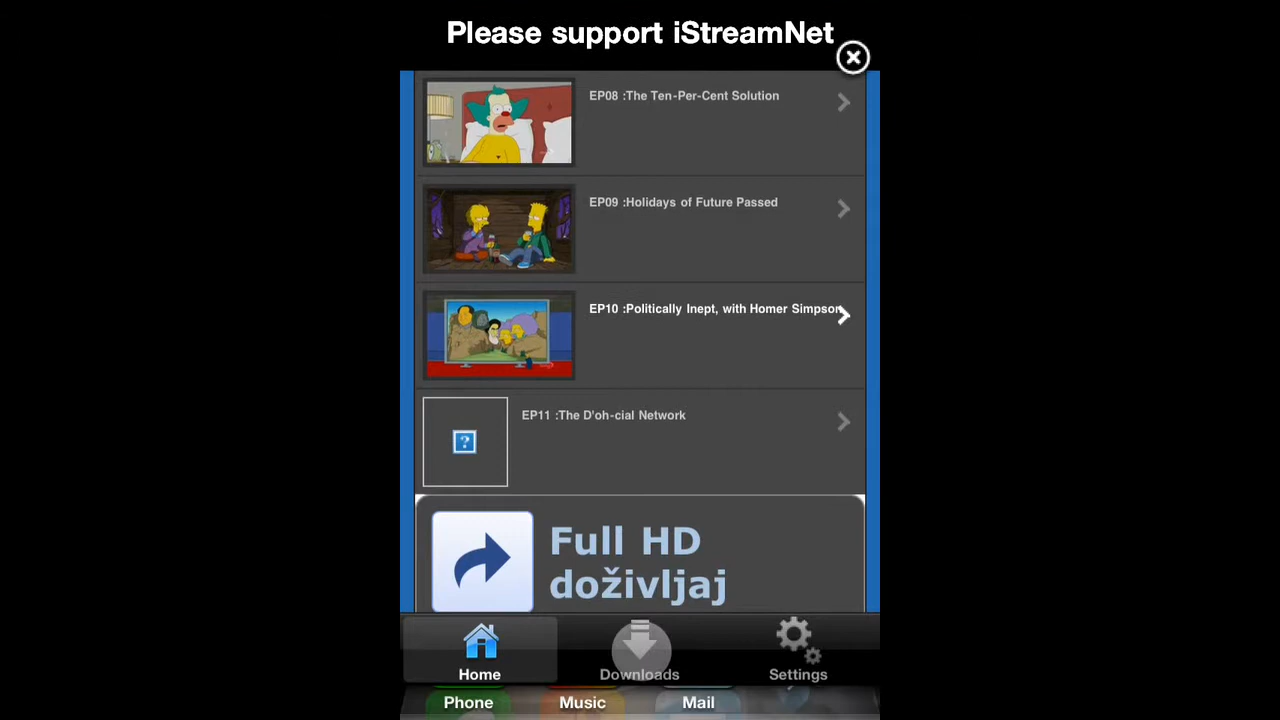 Please support iStreamNet
EP08 :The Ten-Per-Cent Solution
EP09 :Holidays of Future Passed
EP10 :Politically Inept, with Homer Simpson
EP11 :The D'oh-cial Network
?
Full HD
doživljaj
Home
Downloads
Settings
Phone
Music
Mail